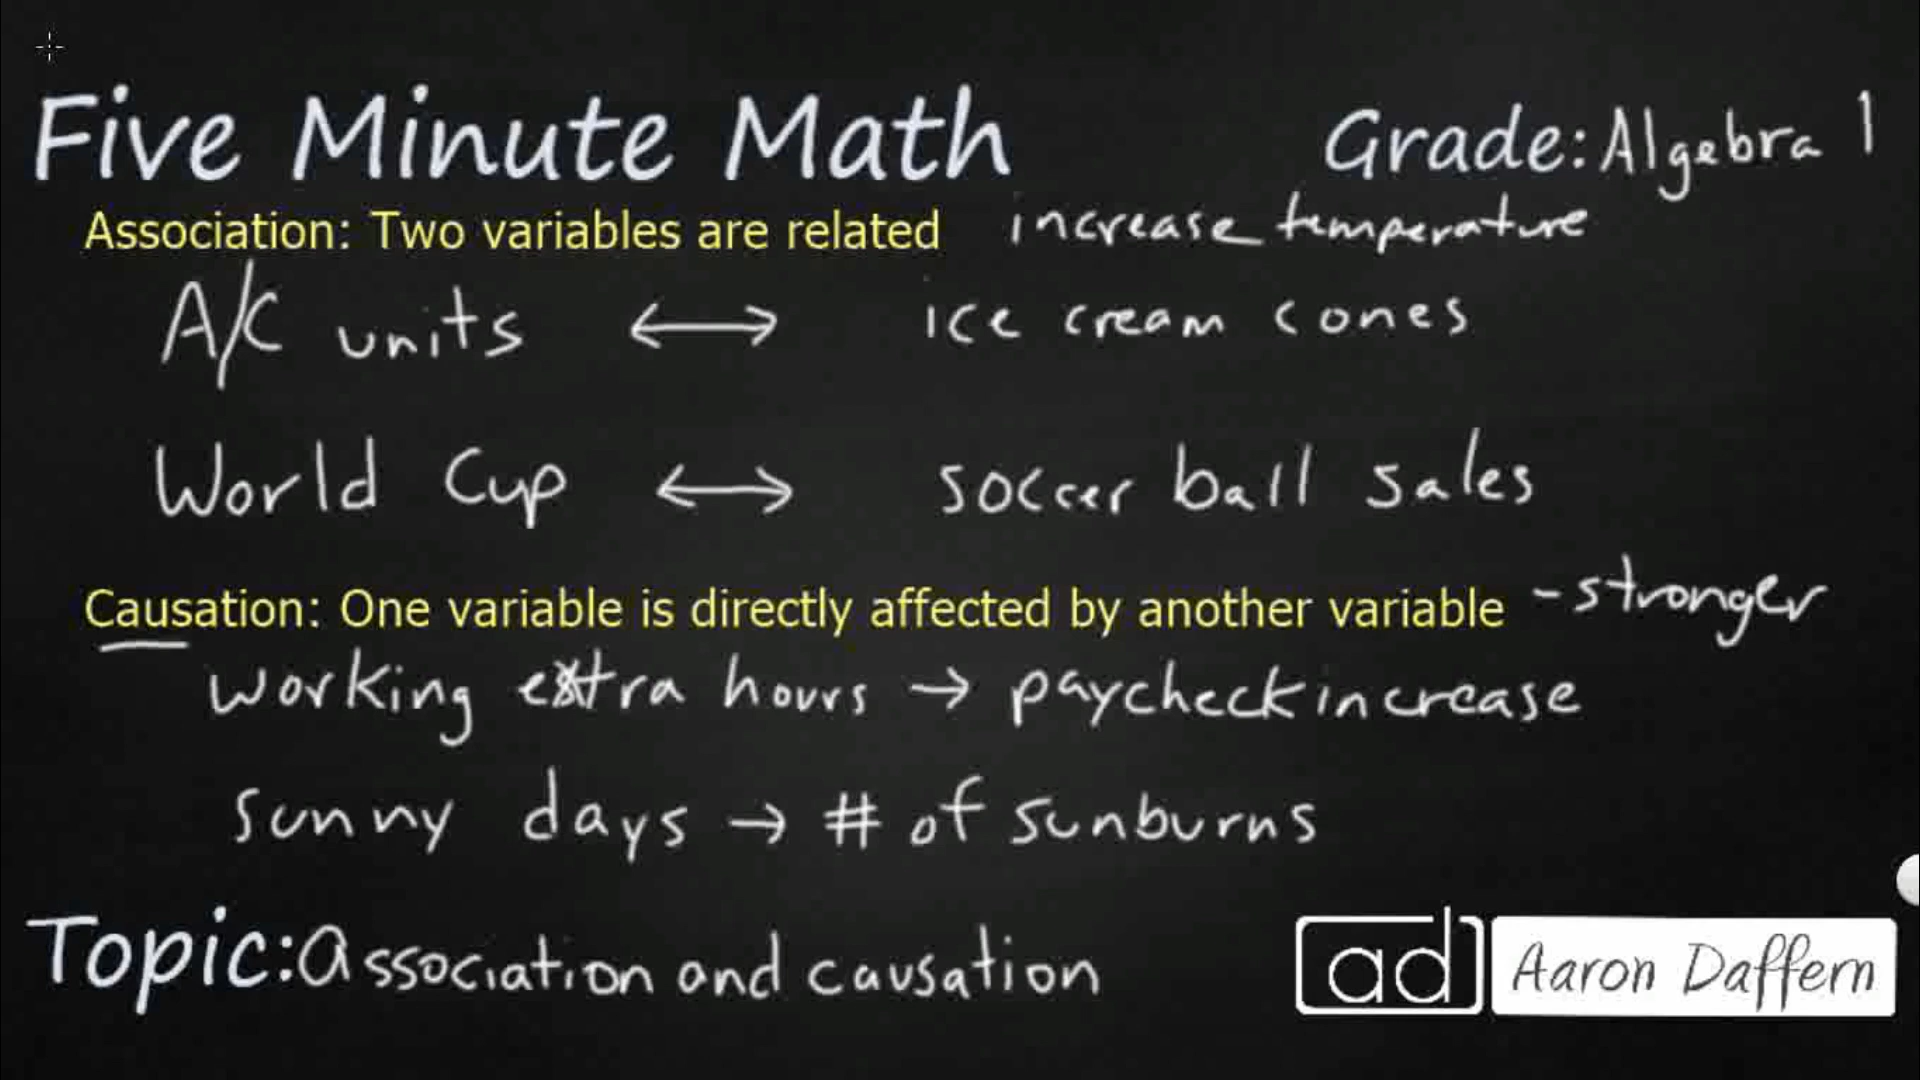 Five Minute Math Grade: Algebra 1
Association: Two variables are related increase temperature
A/C units ↔ ice cream cones
World Cup ↔ soccer ball sales
Causation: One variable is directly affected by another variable - stronger
working extra hours → paycheck increase
sunny days → # of sunburns
Topic: Association and causation
ad Aaron Daffern